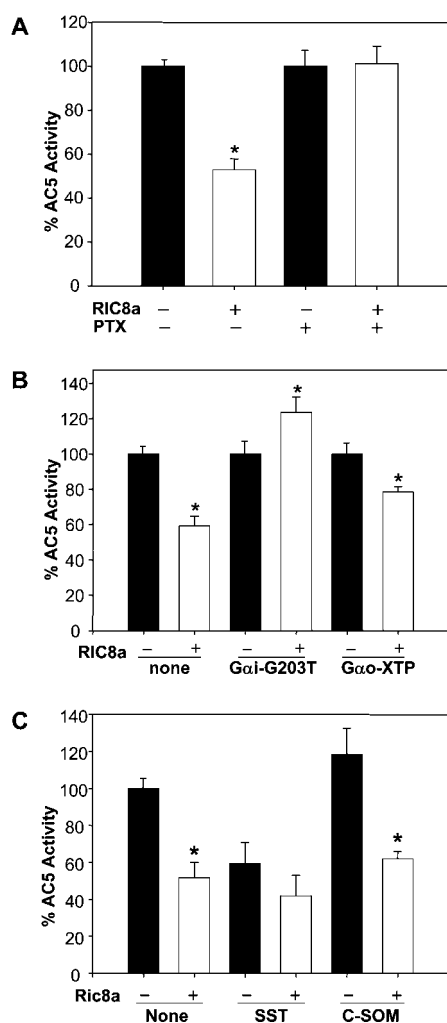 A
120
100
80
60
40
20
0
% AC5 Activity
*
RIC8a – + – +
PTX – – + +
B
140
120
100
80
60
40
20
0
% AC5 Activity
* * *
RIC8a – + – + – +
none Gαi-G203T Gαo-XTP
C
140
120
100
80
60
40
20
0
% AC5 Activity
* *
Ric8a – + – + – +
None SST C-SOM